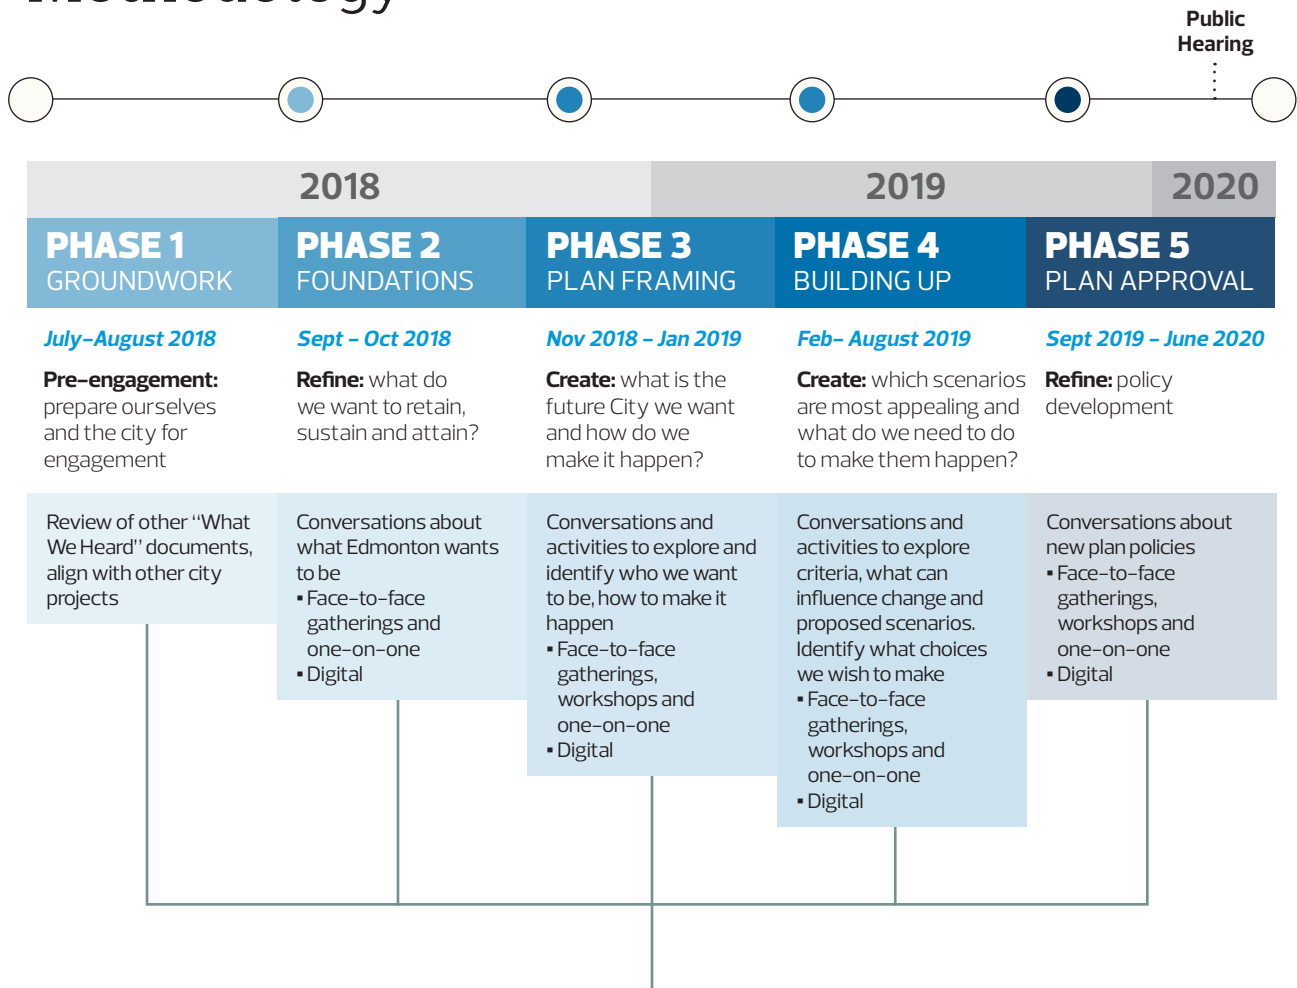 Methodology
Public
Hearing
2018
2019
2020
PHASE 1
GROUNDWORK
PHASE 2
FOUNDATIONS
PHASE 3
PLAN FRAMING
PHASE 4
BUILDING UP
PHASE 5
PLAN APPROVAL
July–August 2018
Pre-engagement:
prepare ourselves
and the city for
engagement
Sept – Oct 2018
Refine: what do
we want to retain,
sustain and attain?
Nov 2018 – Jan 2019
Create: what is the
future City we want
and how do we
make it happen?
Feb– August 2019
Create: which scenarios
are most appealing and
what do we need to do
to make them happen?
Sept 2019 – June 2020
Refine: policy
development
Review of other “What
We Heard” documents,
align with other city
projects
Conversations about
what Edmonton wants
to be
▪ Face-to-face
gatherings and
one-on-one
▪ Digital
Conversations and
activities to explore and
identify who we want
to be, how to make it
happen
▪ Face-to-face
gatherings,
workshops and
one-on-one
▪ Digital
Conversations and
activities to explore
criteria, what can
influence change and
proposed scenarios.
Identify what choices
we wish to make
▪ Face-to-face
gatherings,
workshops and
one-on-one
▪ Digital
Conversations about
new plan policies
▪ Face-to-face
gatherings,
workshops and
one-on-one
▪ Digital